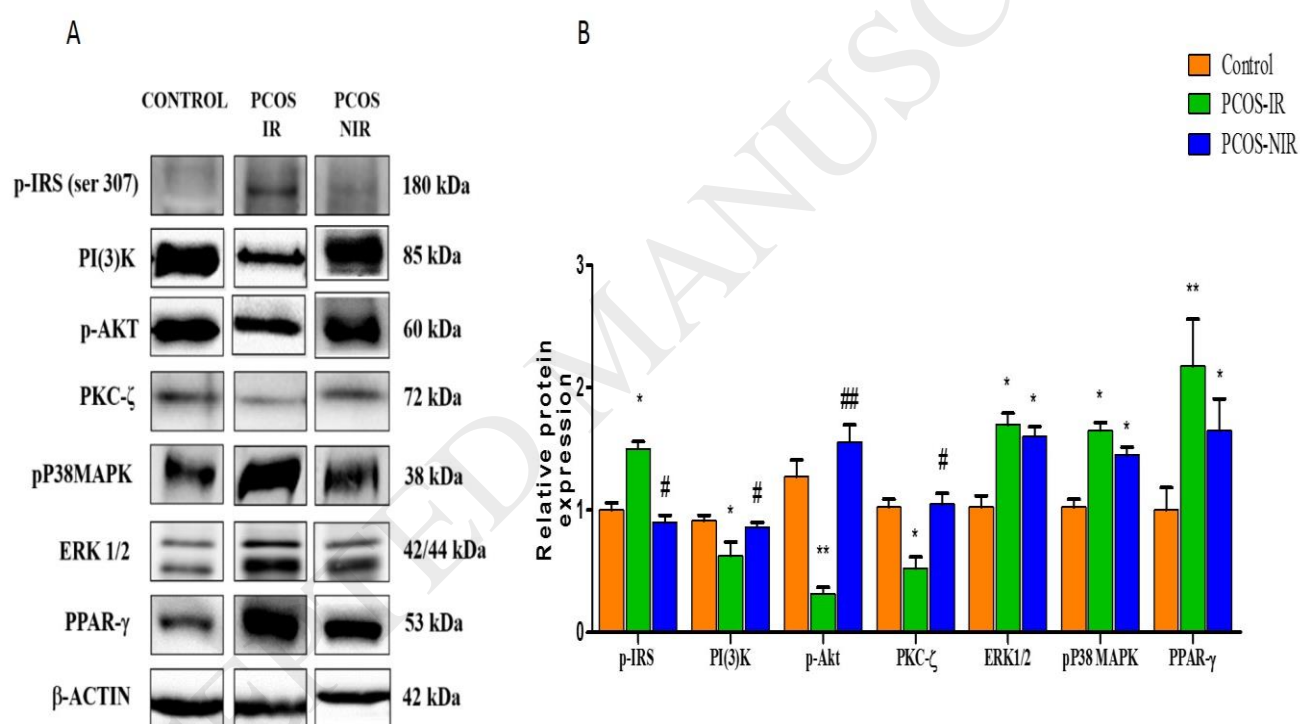 A
CONTROL PCOS IR PCOS NIR
p-IRS (ser 307) 180 kDa
PI(3)K 85 kDa
p-AKT 60 kDa
PKC-ζ 72 kDa
pP38MAPK 38 kDa
ERK 1/2 42/44 kDa
PPAR-γ 53 kDa
β-ACTIN 42 kDa
B
Control
PCOS-IR
PCOS-NIR
Relative protein
expression
3
2
1
0
* #
* #
** ##
* #
* *
* *
** *
p-IRS PI(3)K p-Akt PKC-ζ ERK1/2 pP38 MAPK PPAR-γ
EPTED MANUSC